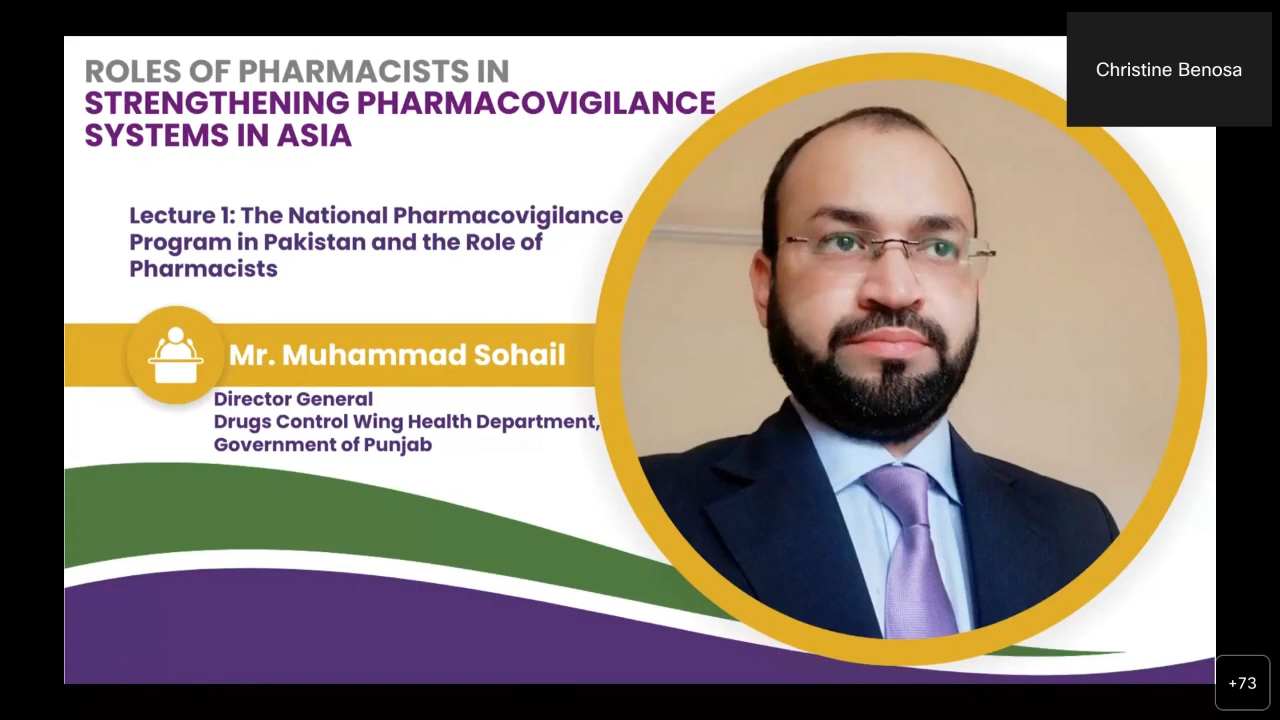 ROLES OF PHARMACISTS IN
STRENGTHENING PHARMACOVIGILANCE
SYSTEMS IN ASIA
Lecture 1: The National Pharmacovigilance
Program in Pakistan and the Role of
Pharmacists
Mr. Muhammad Sohail
Director General
Drugs Control Wing Health Department,
Government of Punjab
Christine Benosa
+73